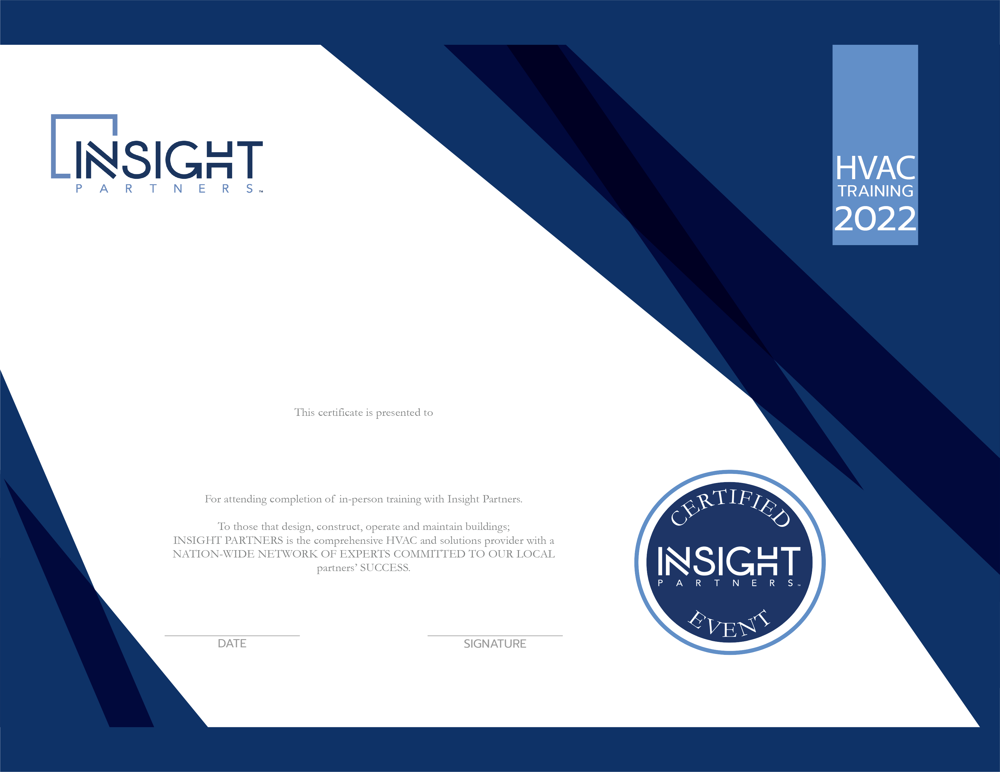 INSIGHT
PARTNERS™
HVAC
TRAINING
2022
This certificate is presented to
For attending completion of in-person training with Insight Partners.
To those that design, construct, operate and maintain buildings;
INSIGHT PARTNERS is the comprehensive HVAC and solutions provider with a
NATION-WIDE NETWORK OF EXPERTS COMMITTED TO OUR LOCAL
partners’ SUCCESS.
DATE
SIGNATURE
CERTIFIED
INSIGHT
PARTNERS™
EVENT